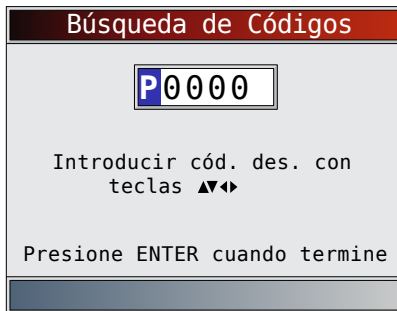 Búsqueda de Códigos
P0000
Introducir cód. des. con
teclas ▲▼◀▶
Presione ENTER cuando termine